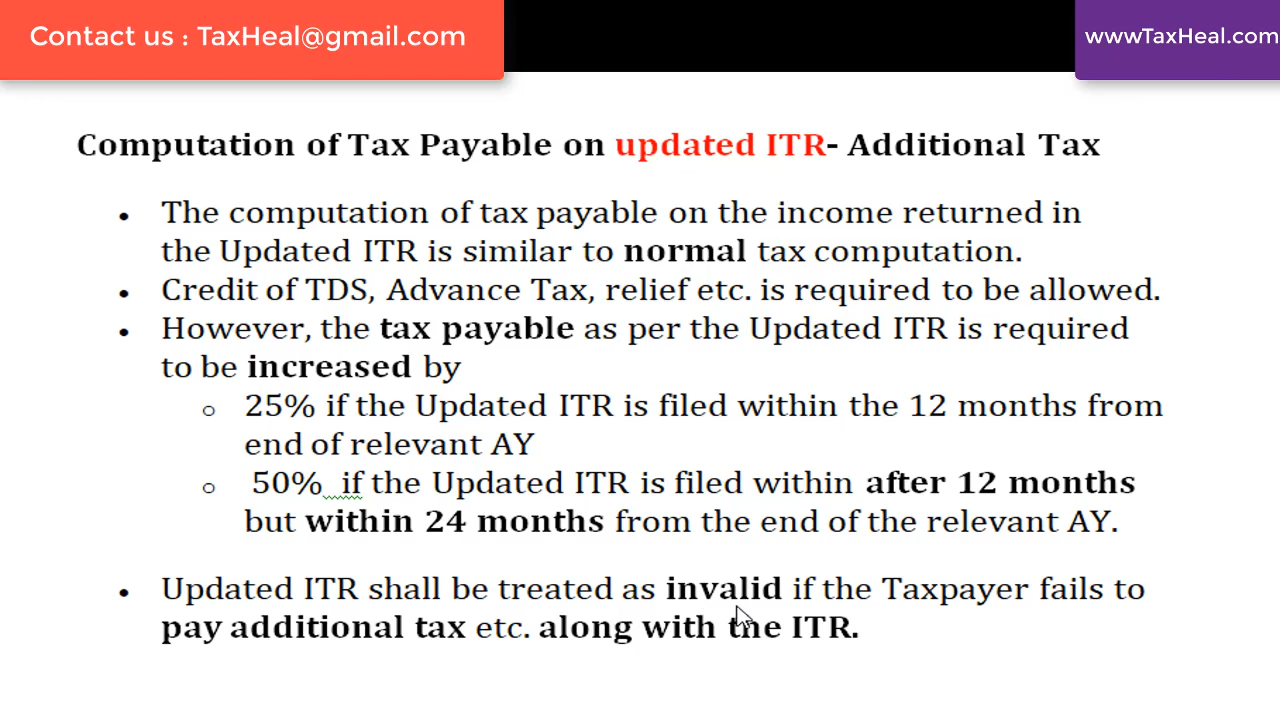 Contact us : TaxHeal@gmail.com
wwwTaxHeal.com
Computation of Tax Payable on updated ITR- Additional Tax
• The computation of tax payable on the income returned in
the Updated ITR is similar to normal tax computation.
• Credit of TDS, Advance Tax, relief etc. is required to be allowed.
• However, the tax payable as per the Updated ITR is required
to be increased by
o 25% if the Updated ITR is filed within the 12 months from
end of relevant AY
o 50% if the Updated ITR is filed within after 12 months
but within 24 months from the end of the relevant AY.
• Updated ITR shall be treated as invalid if the Taxpayer fails to
pay additional tax etc. along with the ITR.